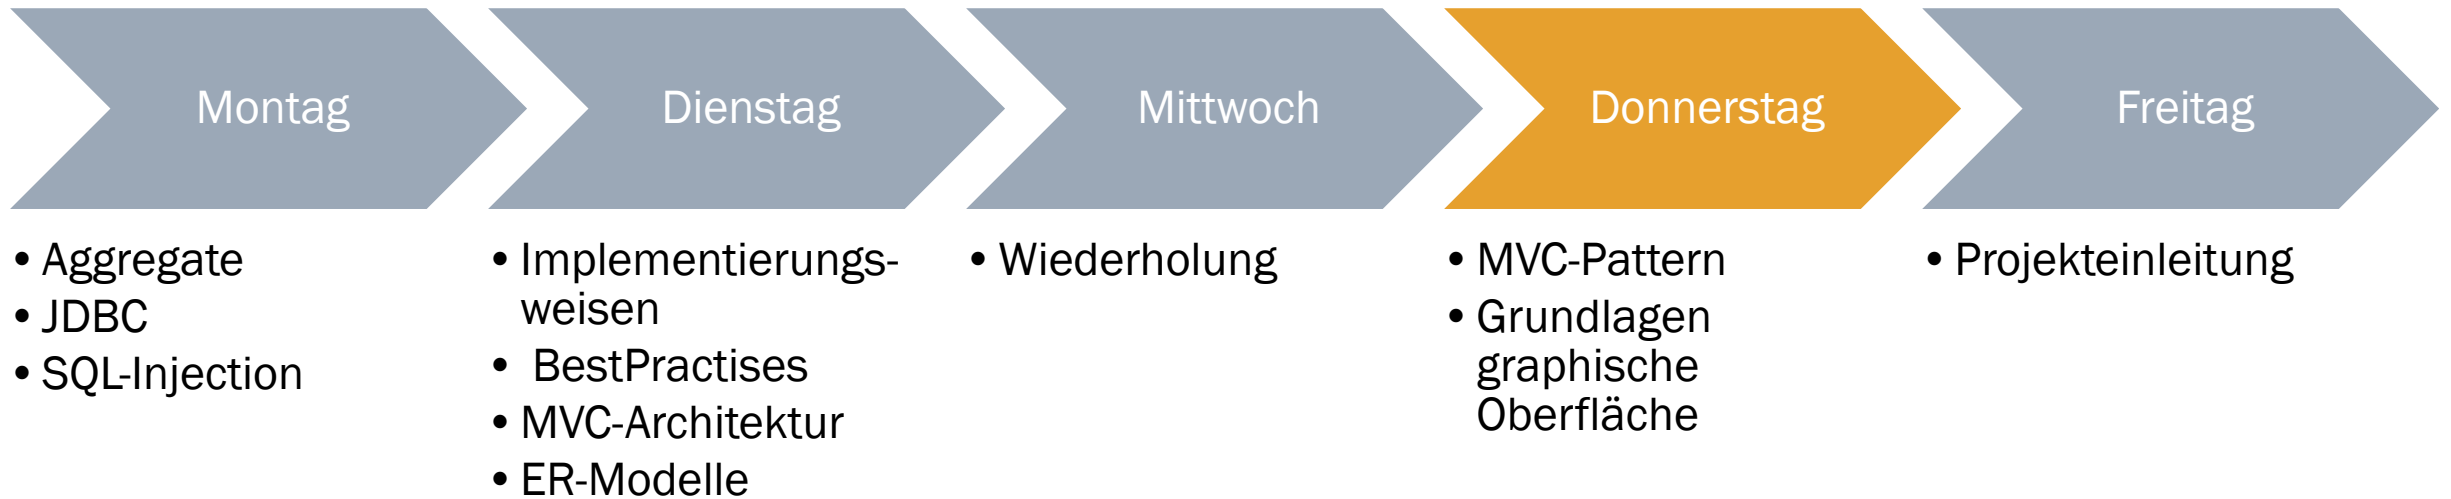 Montag
Dienstag
Mittwoch
Donnerstag
Freitag
• Aggregate
• JDBC
• SQL-Injection
• Implementierungs-
weisen
• BestPractises
• MVC-Architektur
• ER-Modelle
• Wiederholung
• MVC-Pattern
• Grundlagen
graphische
Oberfläche
• Projekteinleitung